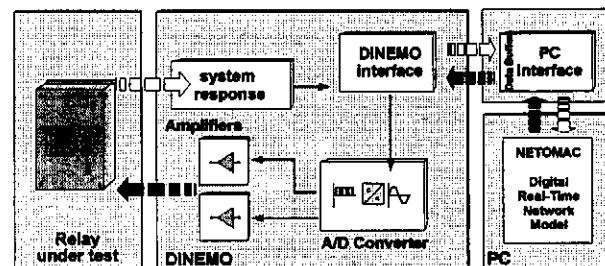 system
response
DINEMO
interface
Data Buffer
PC
Interface
Amplifiers
A/D Converter
NETOMAC
Digital
Real-Time
Network
Model
Relay
under test
DINEMO
PC